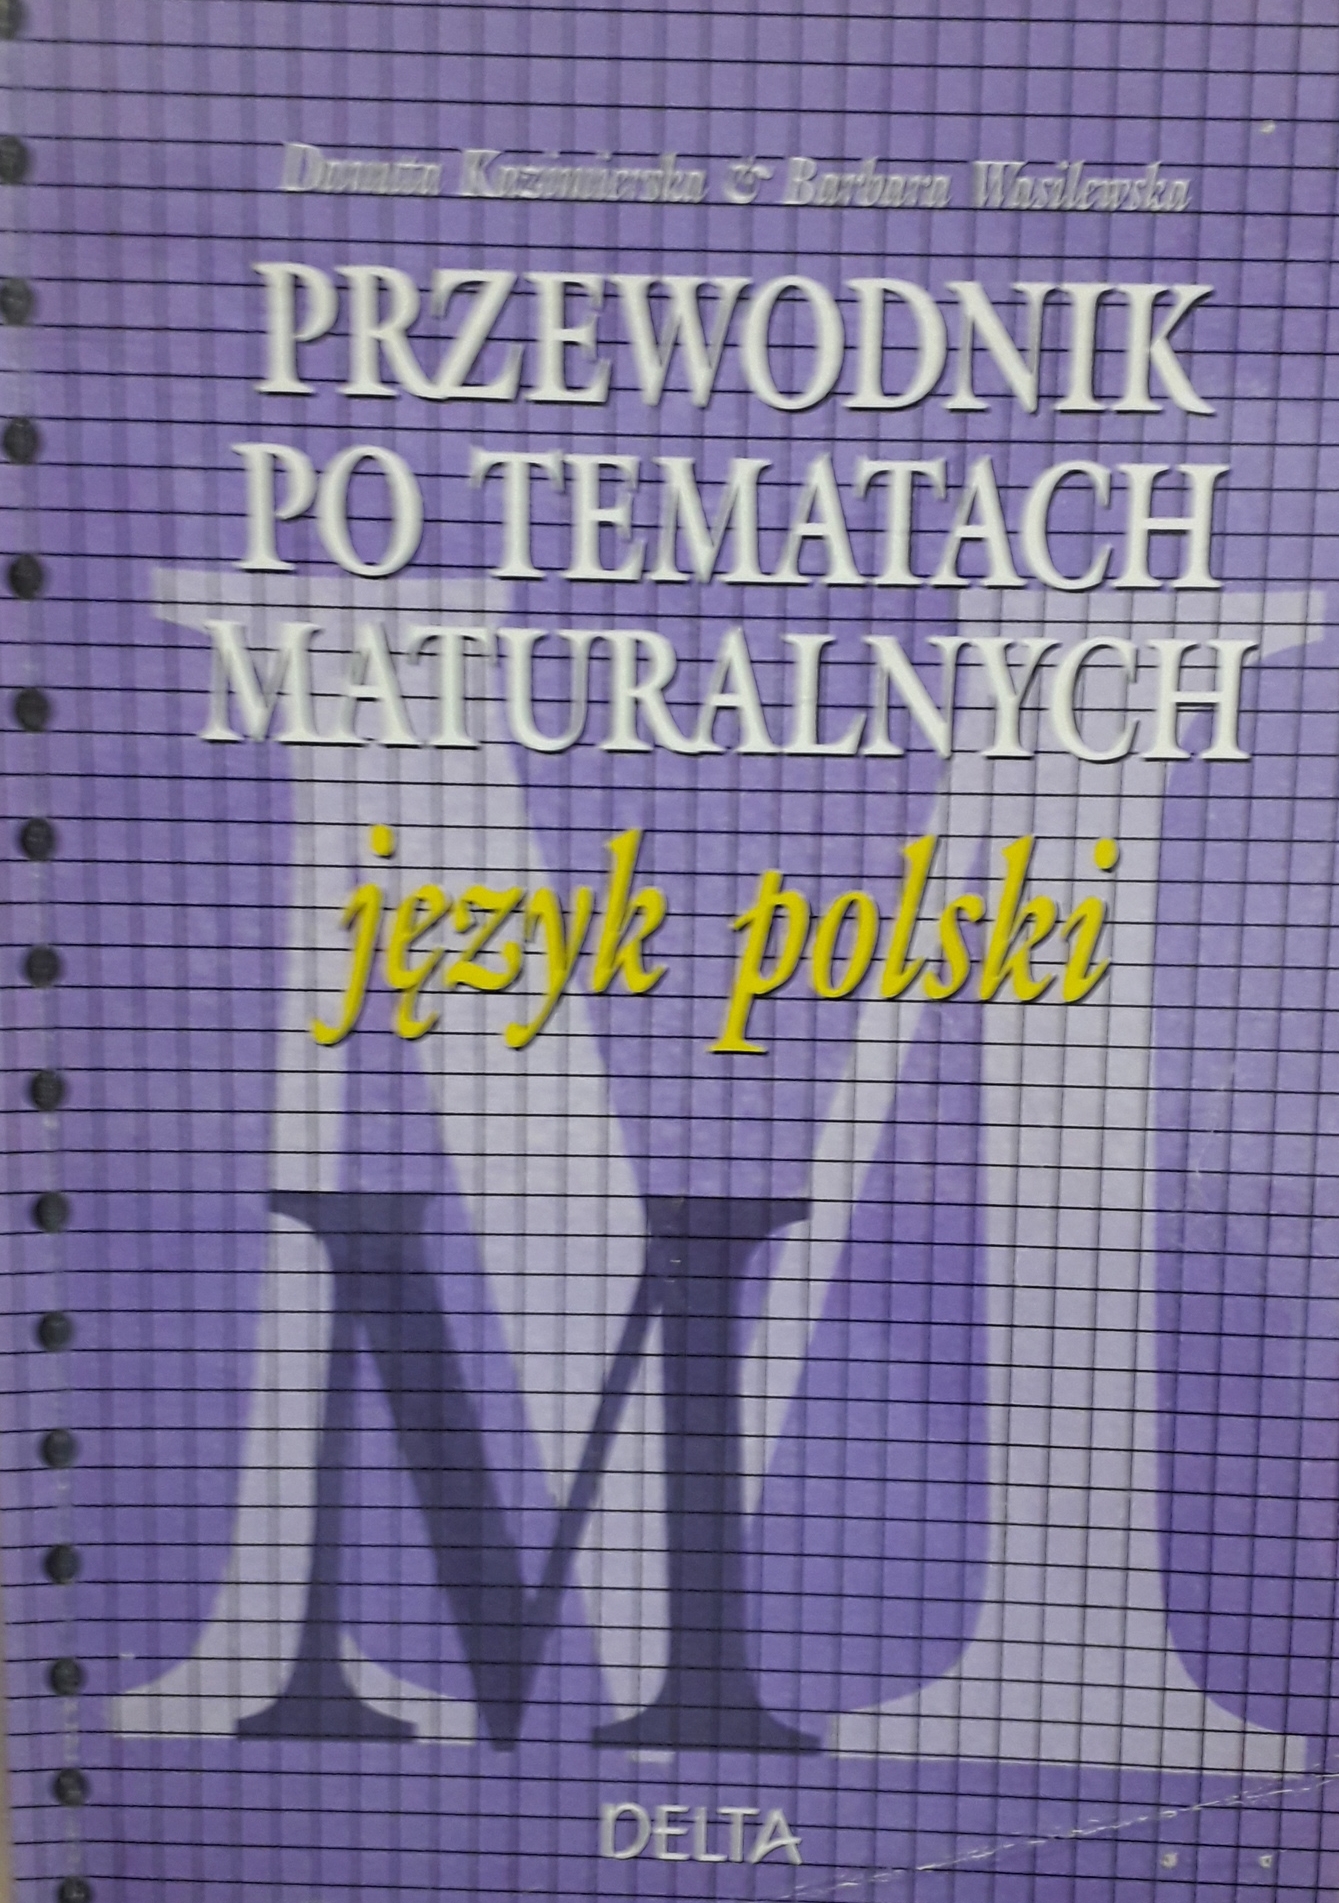 Danuta Kazimierska & Barbara Wasilewska
PRZEWODNIK
PO TEMATACH
MATURALNYCH
język polski
M
M
DELTA